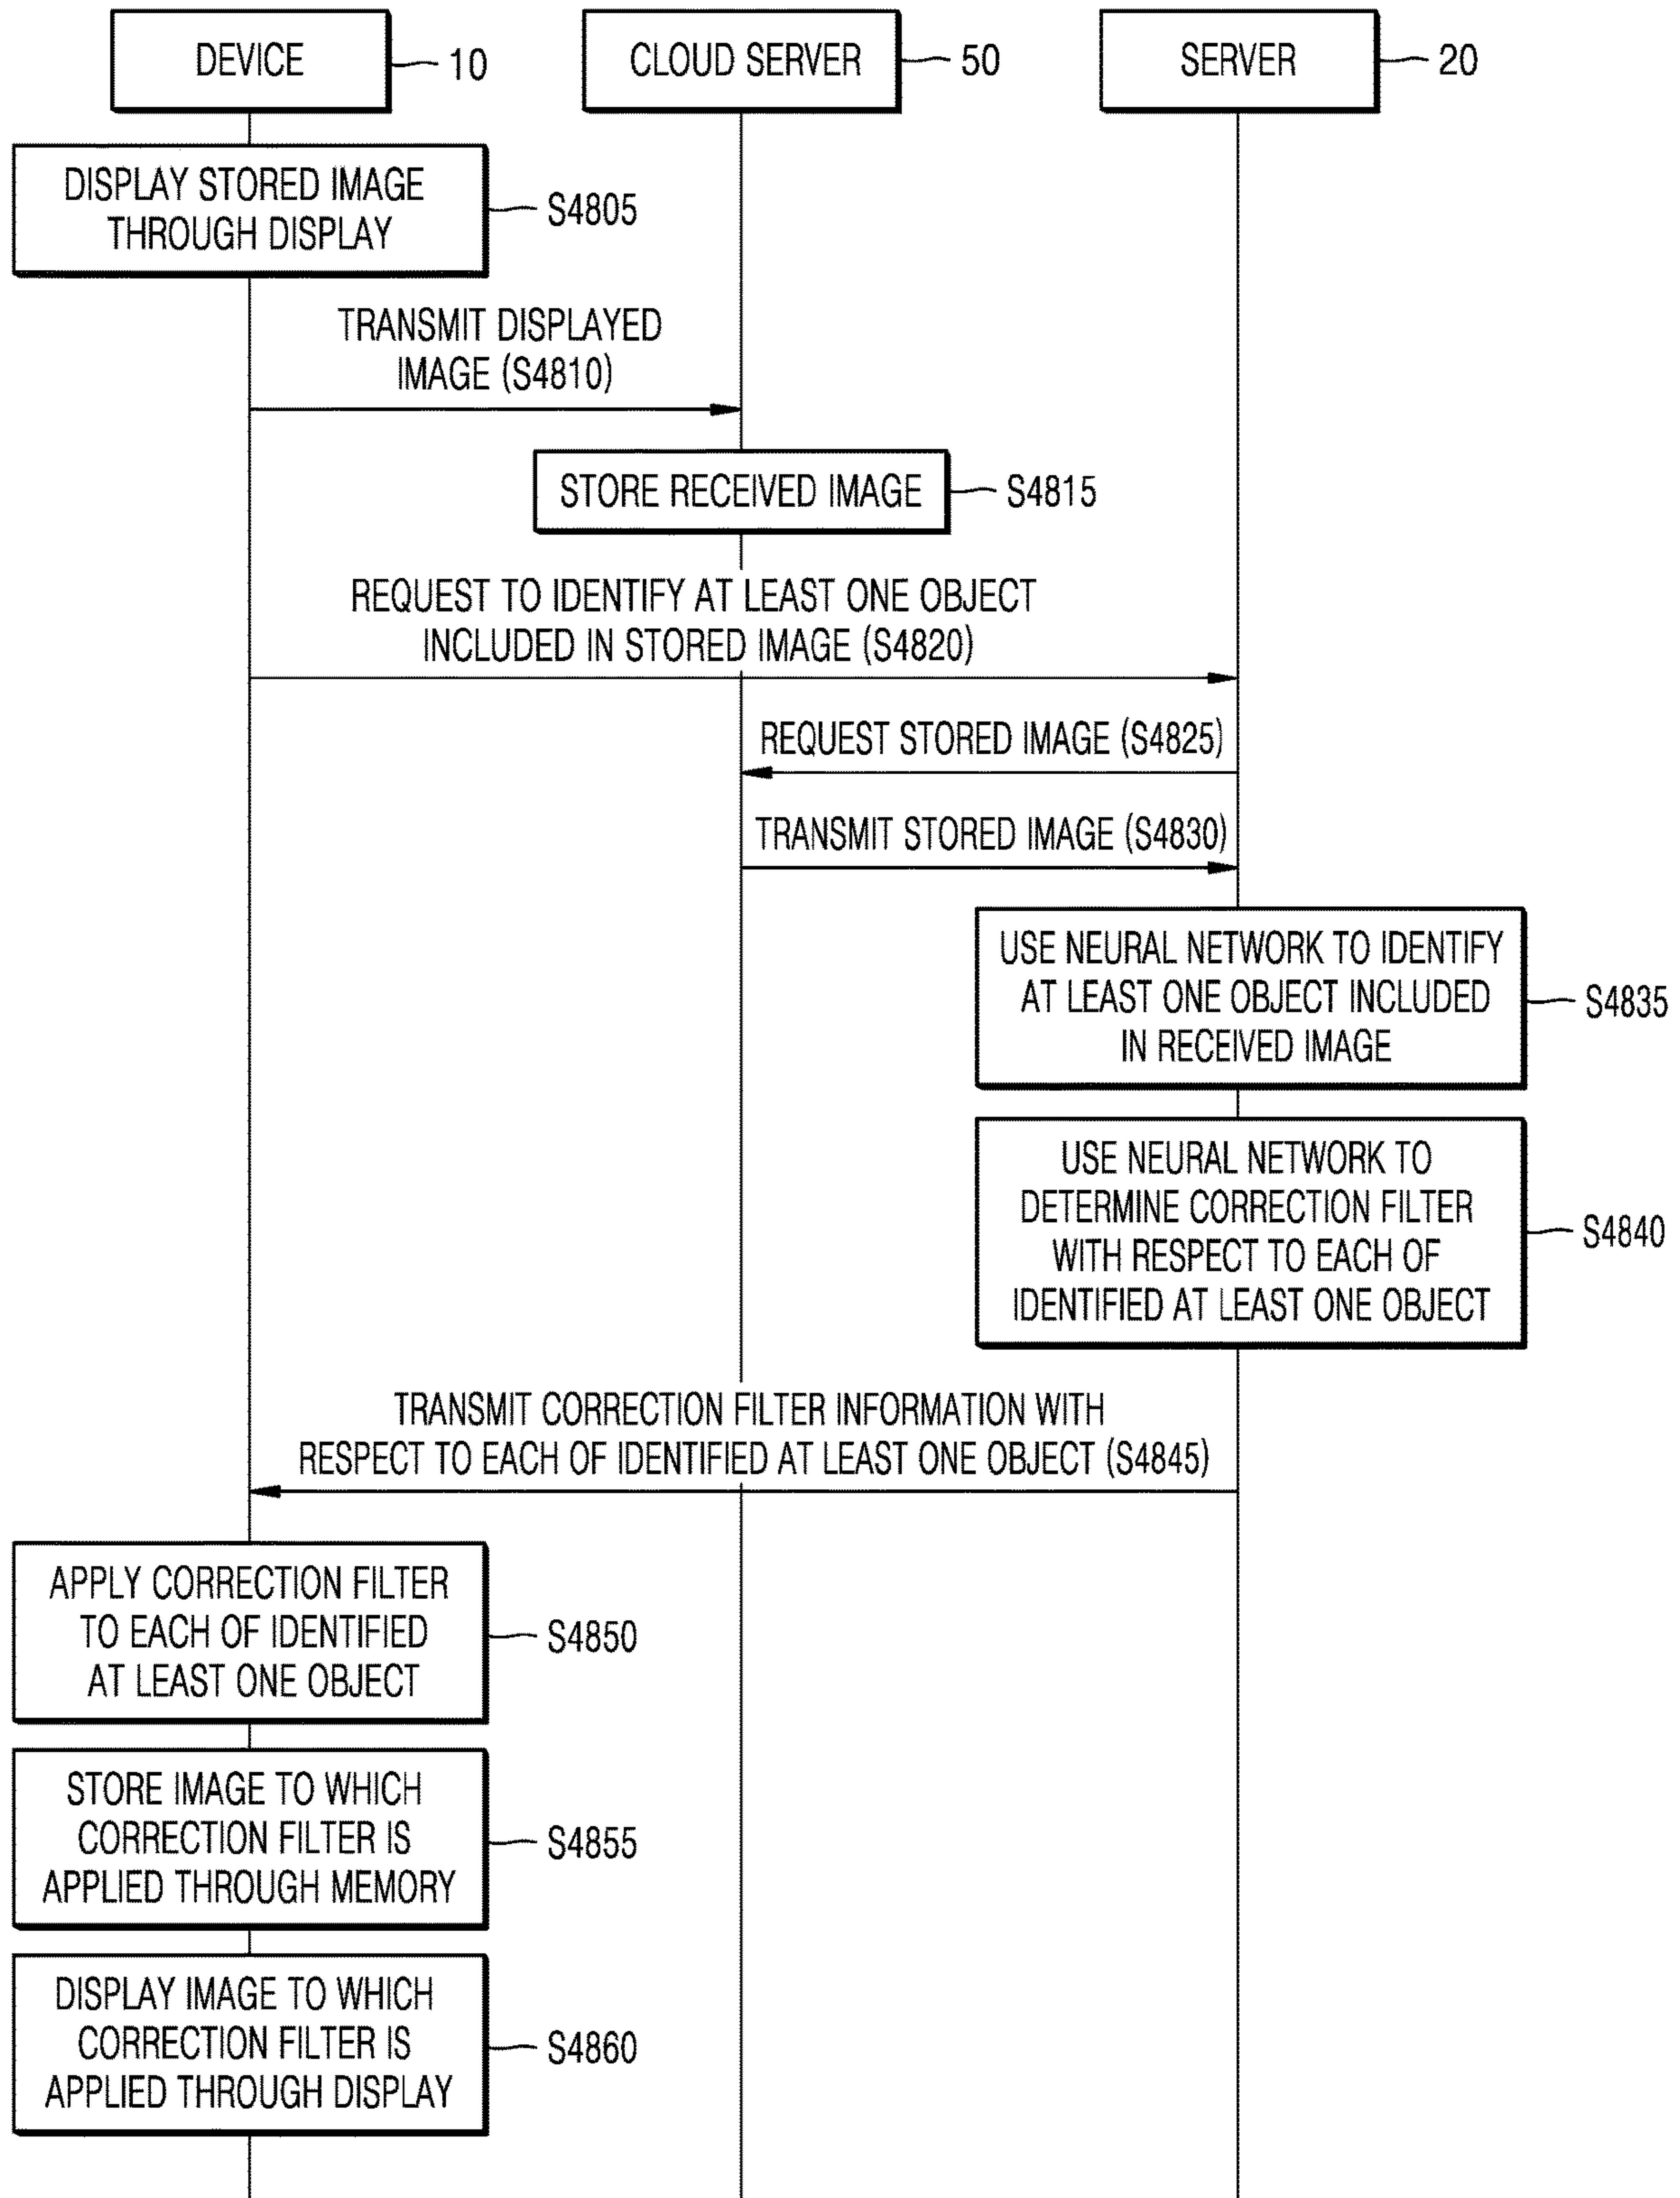 DEVICE
10
CLOUD SERVER
50
SERVER
20
DISPLAY STORED IMAGE
THROUGH DISPLAY
S4805
TRANSMIT DISPLAYED
IMAGE (S4810)
STORE RECEIVED IMAGE
S4815
REQUEST TO IDENTIFY AT LEAST ONE OBJECT
INCLUDED IN STORED IMAGE (S4820)
REQUEST STORED IMAGE (S4825)
TRANSMIT STORED IMAGE (S4830)
USE NEURAL NETWORK TO IDENTIFY
AT LEAST ONE OBJECT INCLUDED
IN RECEIVED IMAGE
S4835
USE NEURAL NETWORK TO
DETERMINE CORRECTION FILTER
WITH RESPECT TO EACH OF
IDENTIFIED AT LEAST ONE OBJECT
S4840
TRANSMIT CORRECTION FILTER INFORMATION WITH
RESPECT TO EACH OF IDENTIFIED AT LEAST ONE OBJECT (S4845)
APPLY CORRECTION FILTER
TO EACH OF IDENTIFIED
AT LEAST ONE OBJECT
S4850
STORE IMAGE TO WHICH
CORRECTION FILTER IS
APPLIED THROUGH MEMORY
S4855
DISPLAY IMAGE TO WHICH
CORRECTION FILTER IS
APPLIED THROUGH DISPLAY
S4860